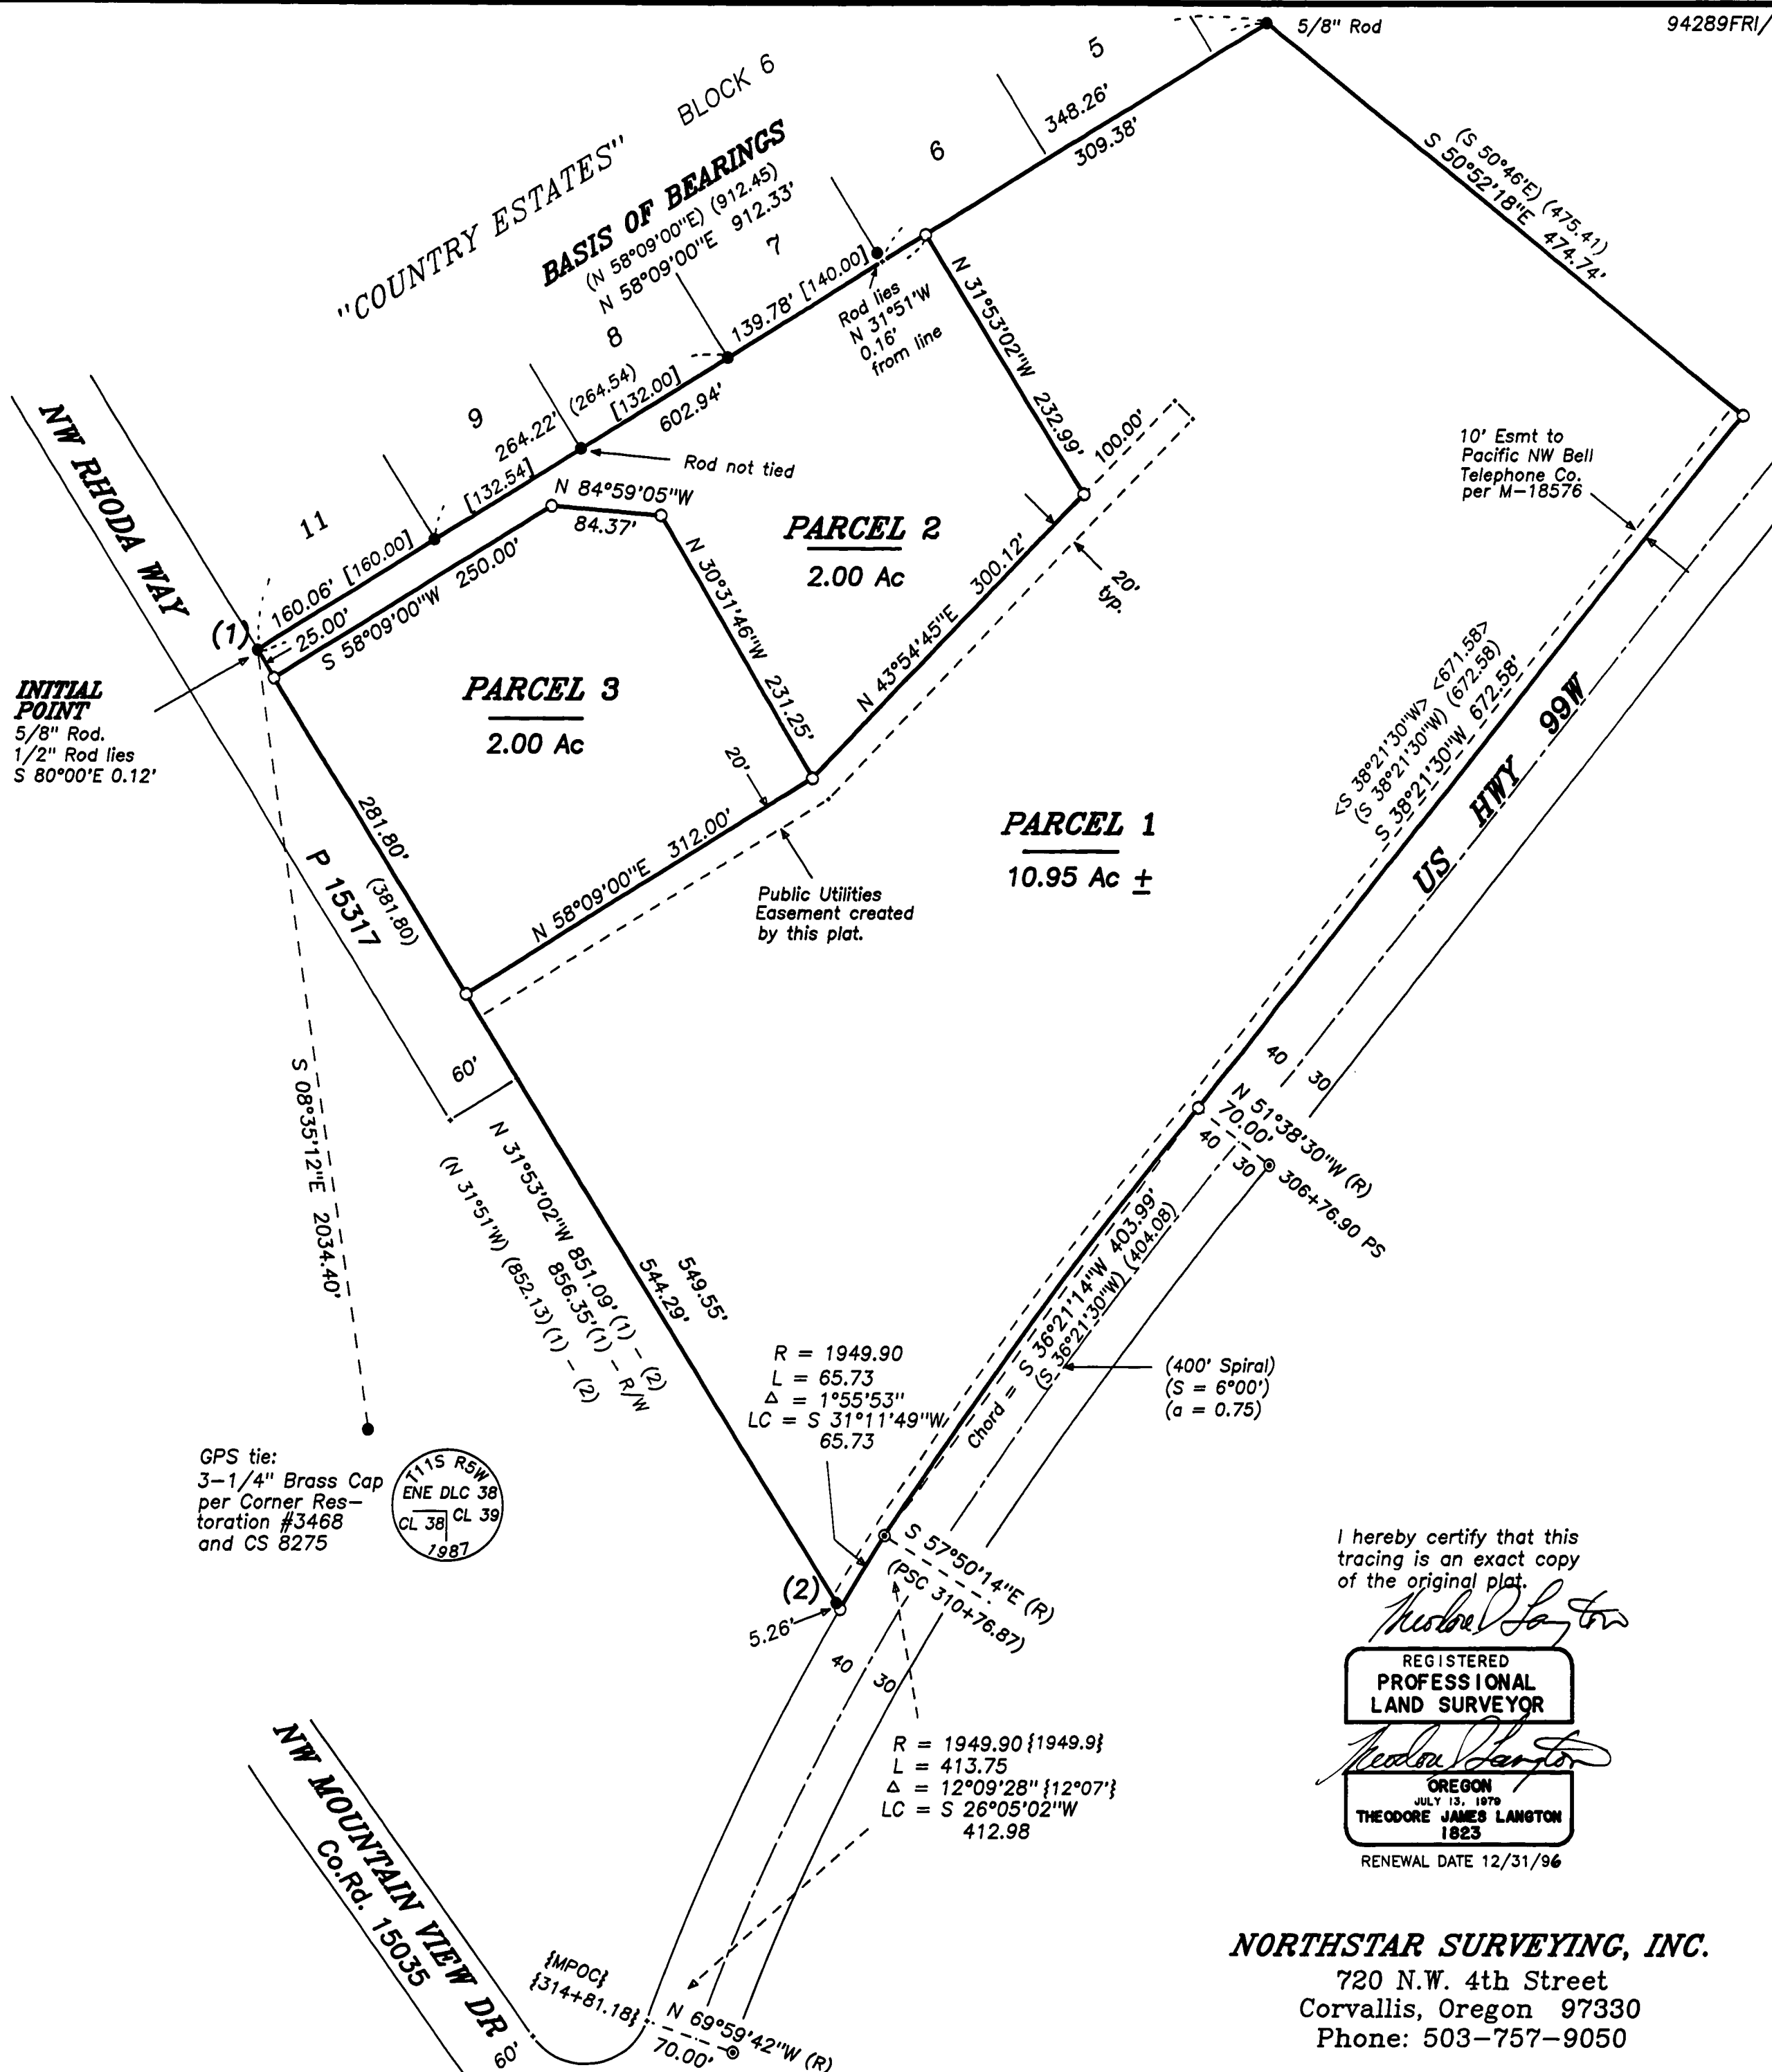 5/8" Rod
94289FRI/
"COUNTRY ESTATES" BLOCK 6
BASIS OF BEARINGS
(N 58°09'00"E) (912.45)
N 58°09'00"E 912.33'
5
6
7
8
9
11
348.26'
309.38'
(S 50°46'E) (475.41)
S 50°52'18"E 474.74'
139.78' [140.00]
Rod lies
N 31°51'W
0.16'
from line
N 31°53'02"W 232.99'
264.22' (264.54)
[132.00]
602.94'
[132.54]
Rod not tied
160.06' [160.00]
25.00'
N 84°59'05"W
84.37'
S 58°09'00"W 250.00'
PARCEL 2
2.00 Ac
100.00'
10' Esmt to
Pacific NW Bell
Telephone Co.
per M-18576
20'
typ.
N 30°31'46"W 231.25'
N 43°54'45"E 300.12'
NW RHODA WAY
(1)
INITIAL
POINT
5/8" Rod.
1/2" Rod lies
S 80°00'E 0.12'
PARCEL 3
2.00 Ac
20'
281.80'
(381.80)
P 15317
N 58°09'00"E 312.00'
Public Utilities
Easement created
by this plat.
PARCEL 1
10.95 Ac ±
<S 38°21'30"W> <671.58>
(S 38°21'30"W) (672.58)
S 38°21'30"W 672.58'
US HWY 99W
60'
S 08°35'12"E 2034.40'
40
30
N 51°38'30"W (R)
70.00'
40
30
306+76.90 PS
N 31°53'02"W 851.09' (1) - (2)
856.35'(1) - R/W
(N 31°51'W) (852.13) (1) - (2)
549.55'
544.29'
Chord = S 36°21'14"W 403.99'
(S 36°21'30"W) (404.08)
(400' Spiral)
(S = 6°00')
(a = 0.75)
R = 1949.90
L = 65.73
Δ = 1°55'53"
LC = S 31°11'49"W
65.73
GPS tie:
3-1/4" Brass Cap
per Corner Res-
toration #3468
and CS 8275
T11S R5W
ENE DLC 38
CL 38
CL 39
1987
(2)
5.26'
S 57°50'14"E (R)
(PSC 310+76.87)
40
30
R = 1949.90 {1949.9}
L = 413.75
Δ = 12°09'28" {12°07'}
LC = S 26°05'02"W
412.98
I hereby certify that this
tracing is an exact copy
of the original plat.
Theodore J Langton
REGISTERED
PROFESSIONAL
LAND SURVEYOR
Theodore J Langton
OREGON
JULY 13, 1979
THEODORE JAMES LANGTON
1823
RENEWAL DATE 12/31/96
NW MOUNTAIN VIEW DR
Co.Rd. 15035
60'
{MPOC}
{314+81.18}
N 69°59'42"W (R)
70.00'
NORTHSTAR SURVEYING, INC.
720 N.W. 4th Street
Corvallis, Oregon 97330
Phone: 503-757-9050